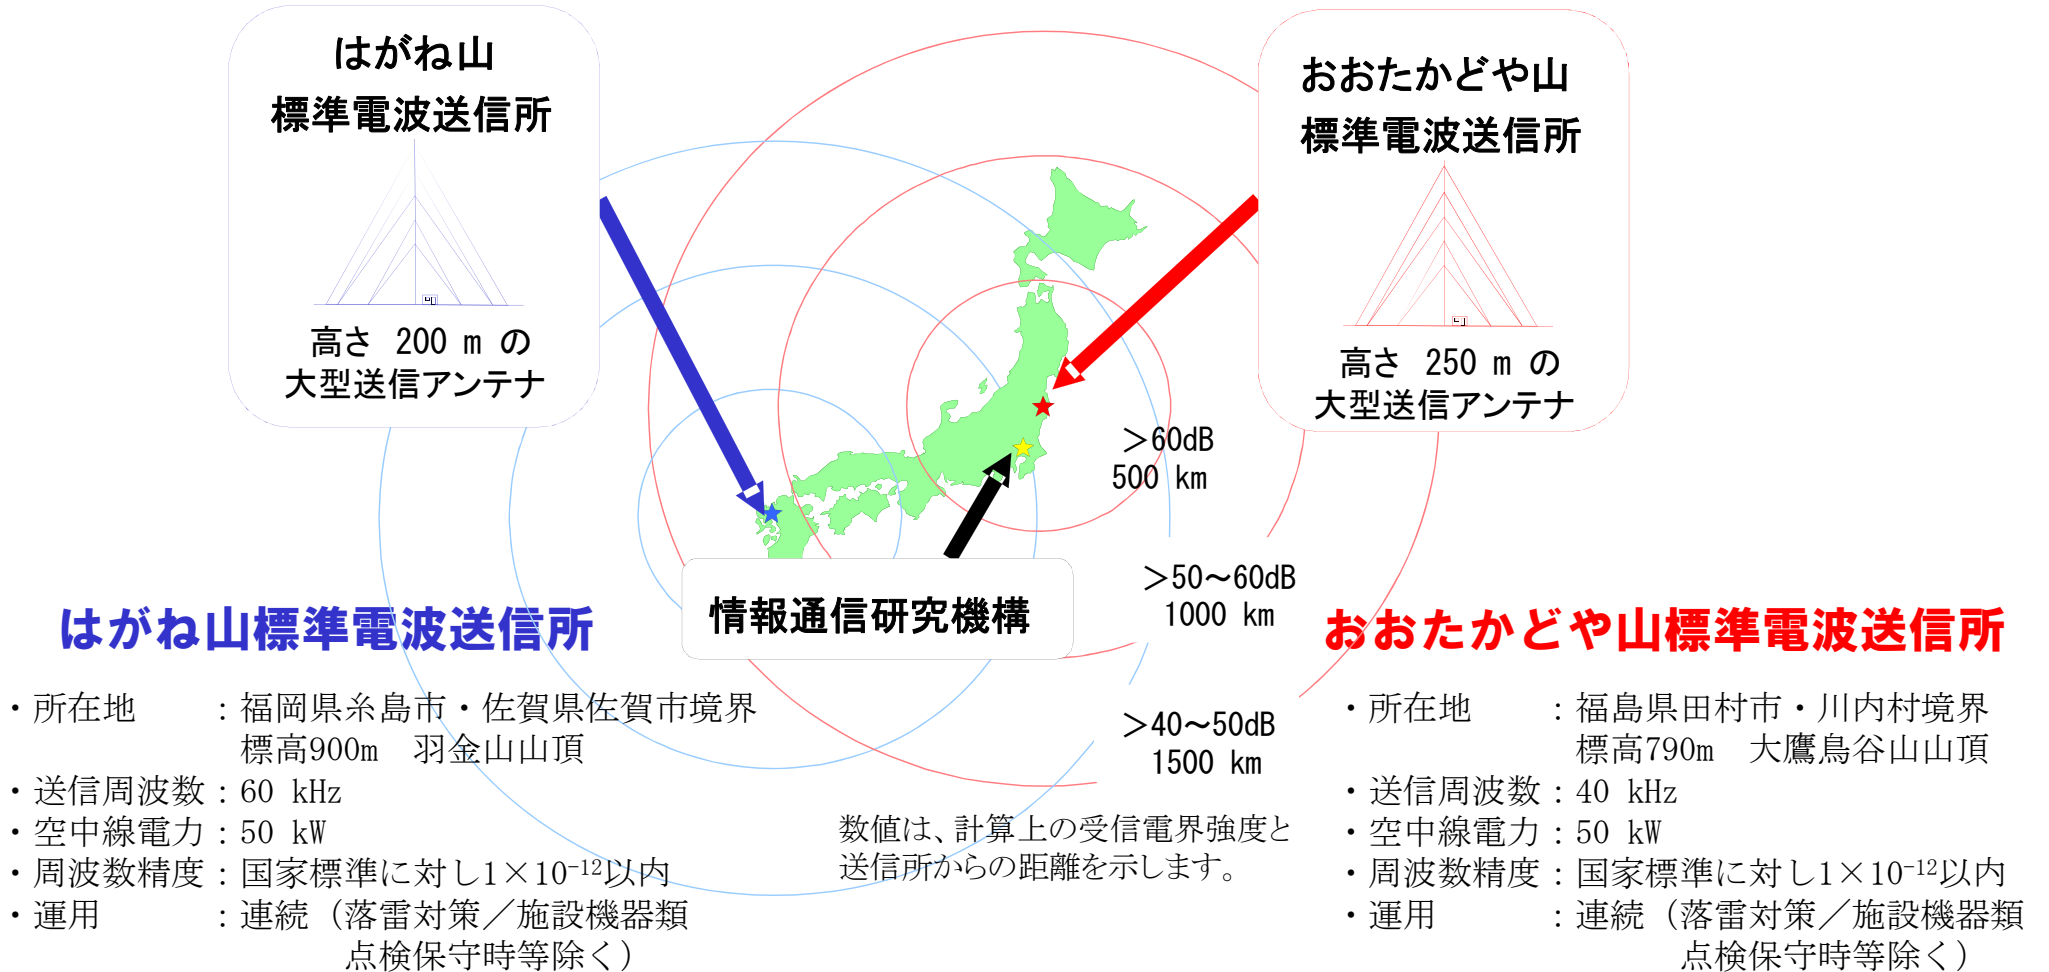 はがね山
標準電波送信所
高さ 200 m の
大型送信アンテナ
おおたかどや山
標準電波送信所
高さ 250 m の
大型送信アンテナ
>60dB
500 km
>50～60dB
1000 km
>40～50dB
1500 km
情報通信研究機構
はがね山標準電波送信所
・所在地 : 福岡県糸島市・佐賀県佐賀市境界
標高900m 羽金山山頂
・送信周波数 : 60 kHz
・空中線電力 : 50 kW
・周波数精度 : 国家標準に対し1×10⁻¹²以内
・運用 : 連続（落雷対策／施設機器類
点検保守時等除く）
数値は、計算上の受信電界強度と
送信所からの距離を示します。
おおたかどや山標準電波送信所
・所在地 : 福島県田村市・川内村境界
標高790m 大鷹鳥谷山山頂
・送信周波数 : 40 kHz
・空中線電力 : 50 kW
・周波数精度 : 国家標準に対し1×10⁻¹²以内
・運用 : 連続（落雷対策／施設機器類
点検保守時等除く）